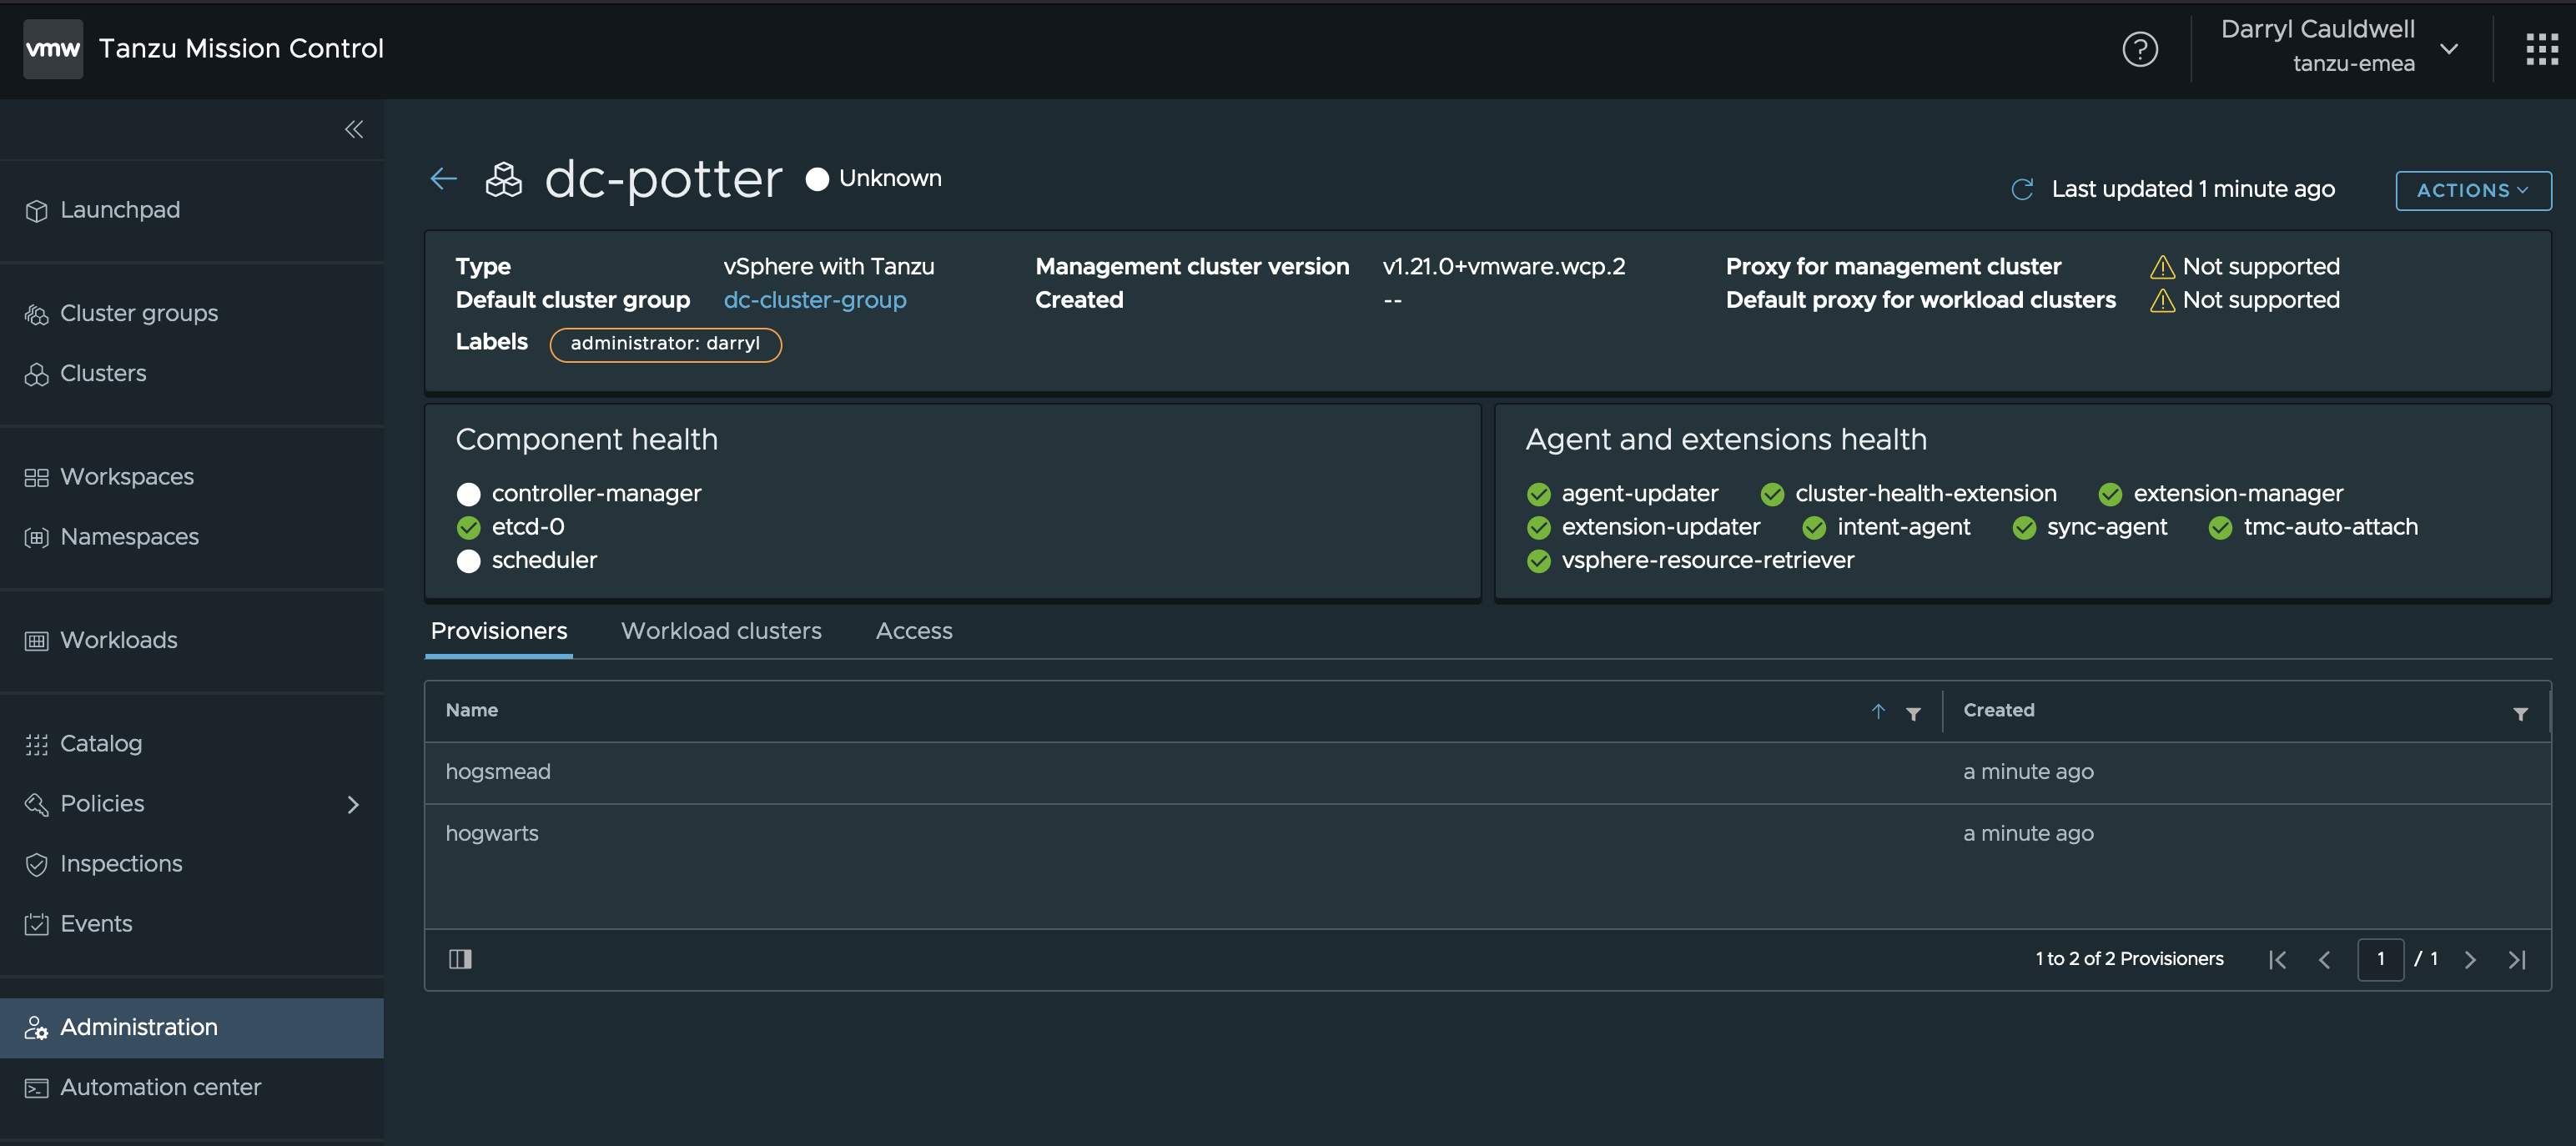 vmw Tanzu Mission Control
Darryl Cauldwell
tanzu-emea
Launchpad
Cluster groups
Clusters
Workspaces
Namespaces
Workloads
Catalog
Policies
Inspections
Events
Administration
Automation center
dc-potter Unknown
Last updated 1 minute ago
ACTIONS
Type vSphere with Tanzu
Default cluster group dc-cluster-group
Labels administrator: darryl
Management cluster version v1.21.0+vmware.wcp.2
Created --
Proxy for management cluster Not supported
Default proxy for workload clusters Not supported
Component health
controller-manager
etcd-0
scheduler
Agent and extensions health
agent-updater cluster-health-extension extension-manager
extension-updater intent-agent sync-agent tmc-auto-attach
vsphere-resource-retriever
Provisioners Workload clusters Access
Name Created
hogsmead a minute ago
hogwarts a minute ago
1 to 2 of 2 Provisioners 1 / 1